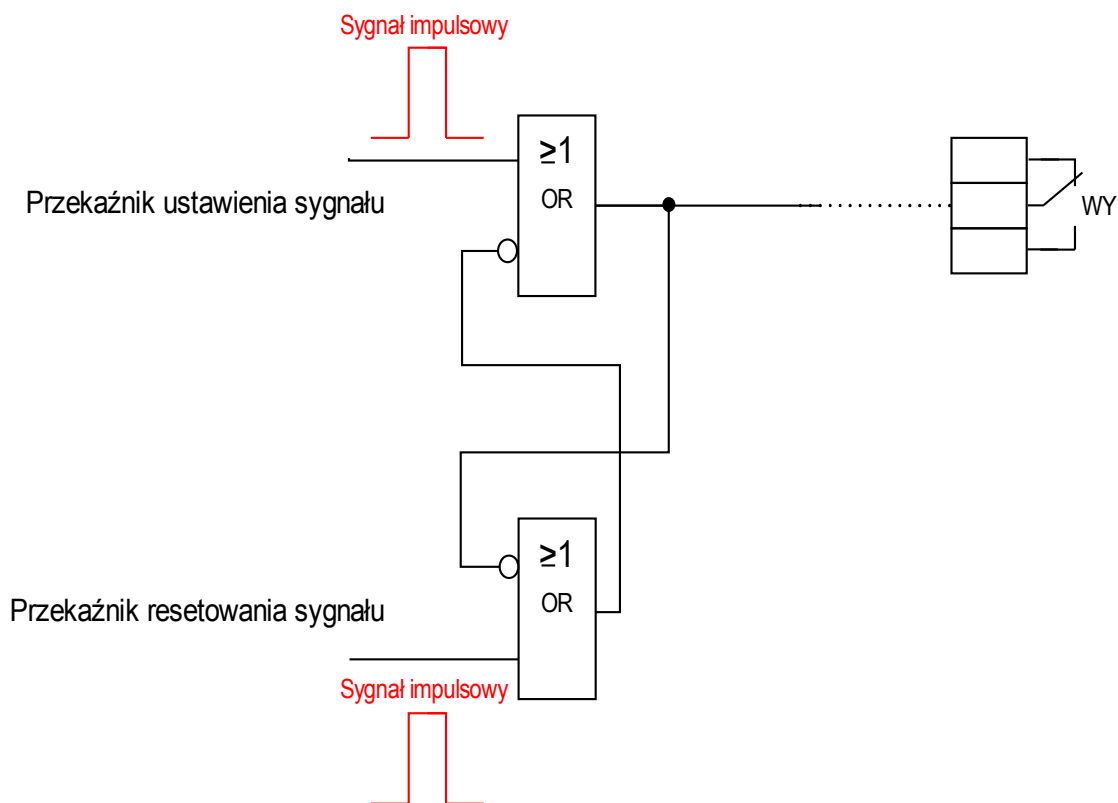 Sygnał impulsowy
≥1
OR
Przekaźnik ustawienia sygnału
WY
≥1
OR
Przekaźnik resetowania sygnału
Sygnał impulsowy